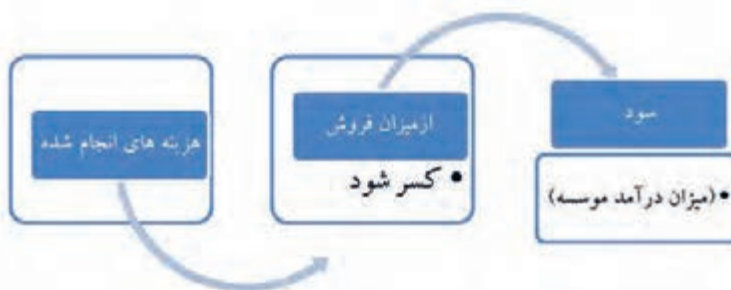 هزینه های انجام شده
ازمیزان فروش
• کسر شود
سود
• (میزان درآمد موسسه)